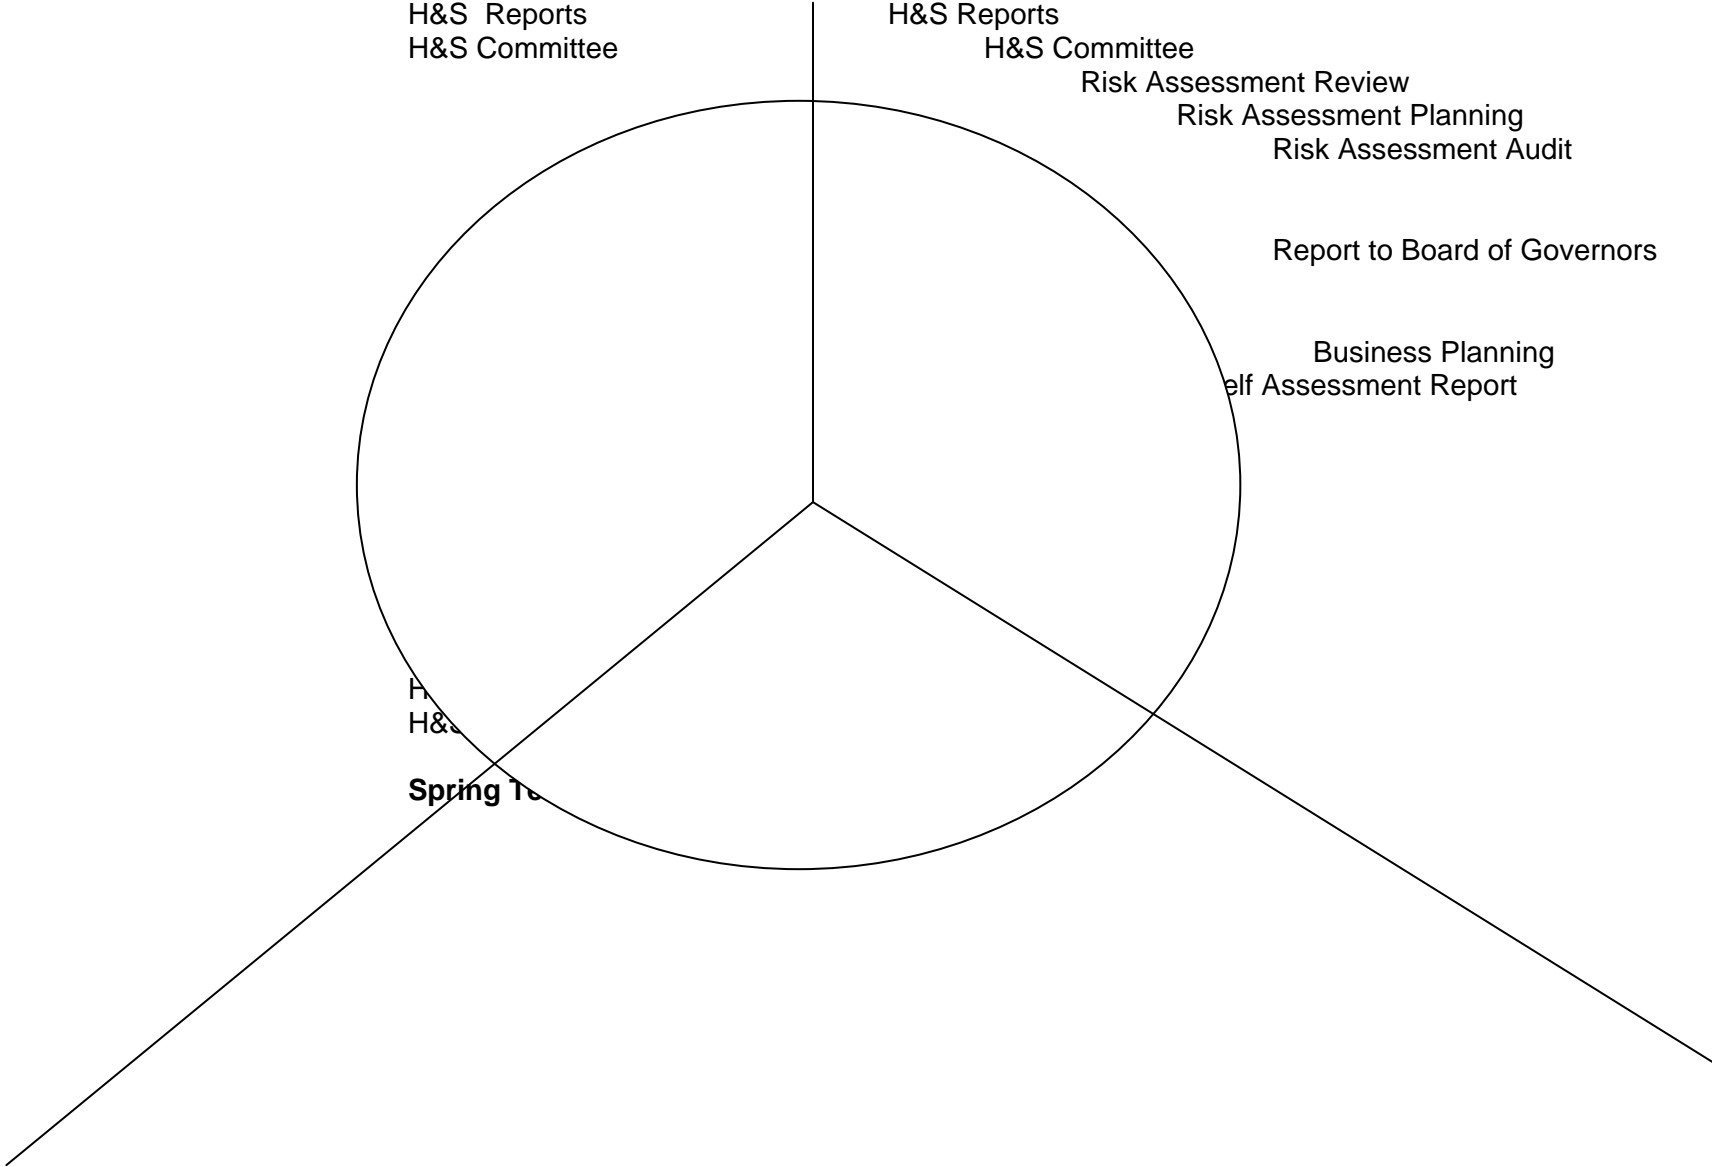 H&S Reports
H&S Committee
H&S Reports
H&S Committee
Risk Assessment Review
Risk Assessment Planning
Risk Assessment Audit
Report to Board of Governors
Business Planning
Assessment Report
Spring